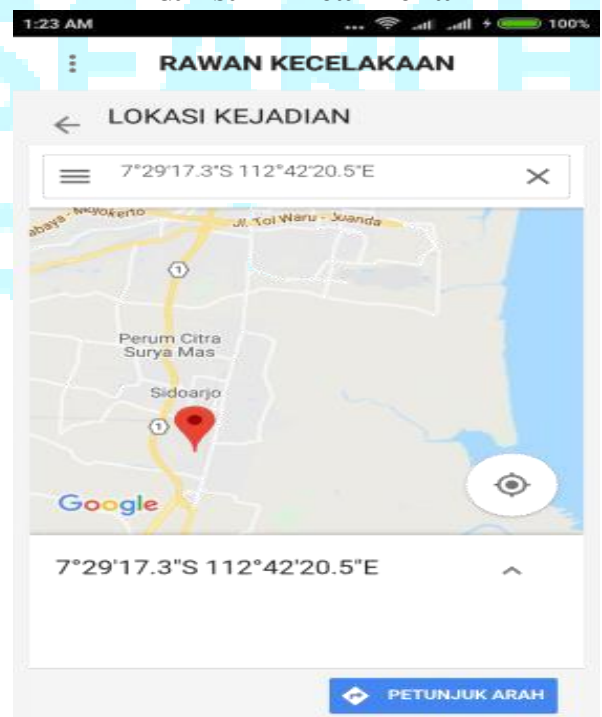 1:23 AM ... 100%
RAWAN KECELAKAAN
LOKASI KEJADIAN
7°29'17.3"S 112°42'20.5"E
Jl. Tol Waru - Juanda
1
Perum Citra
Surya Mas
Sidoarjo
1
Google
7°29'17.3"S 112°42'20.5"E
PETUNJUK ARAH